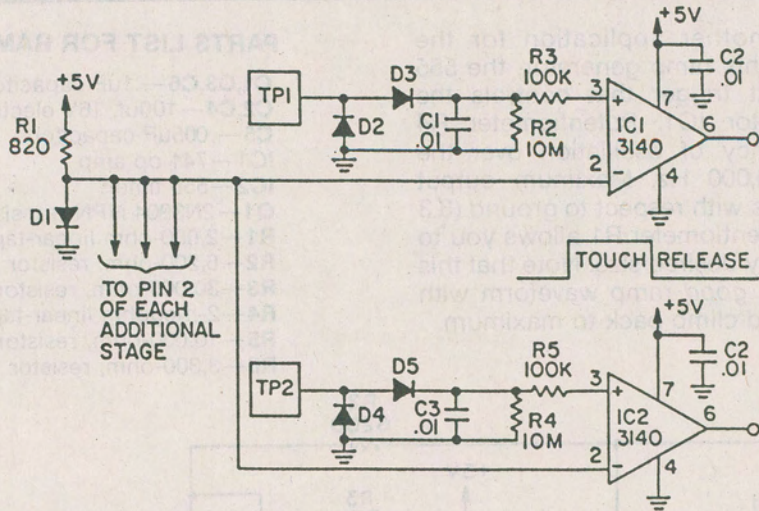 +5V
R1
820
D1
TO PIN 2
OF EACH
ADDITIONAL
STAGE
TP1
D2
D3
C1
.01
R3
100K
R2
10M
3
+
2
-
IC1
3140
7
6
4
+5V
C2
.01
TOUCH
RELEASE
TP2
D4
D5
C3
.01
R5
100K
R4
10M
3
+
2
-
IC2
3140
7
6
4
+5V
C2
.01